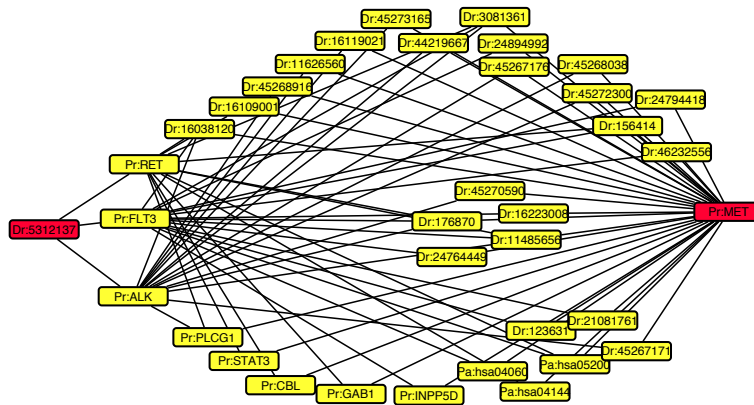 Dr:45273165
Dr:3081361
Dr:16119021
Dr:44219667
Dr:24894992
Dr:11626560
Dr:45267176
Dr:45268038
Dr:45268916
Dr:45272300
Dr:16109001
Dr:24794418
Dr:16038120
Dr:156414
Pr:RET
Dr:46232556
Dr:45270590
Pr:FLT3
Dr:176870
Dr:16223008
Pr:MET
Dr:5312137
Dr:11485656
Dr:24764449
Pr:ALK
Dr:21081761
Pr:PLCG1
Dr:123631
Pr:STAT3
Dr:45267171
Pa:hsa05200
Pa:hsa04060
Pr:CBL
Pr:GAB1
Pr:INPP5D
Pa:hsa04144